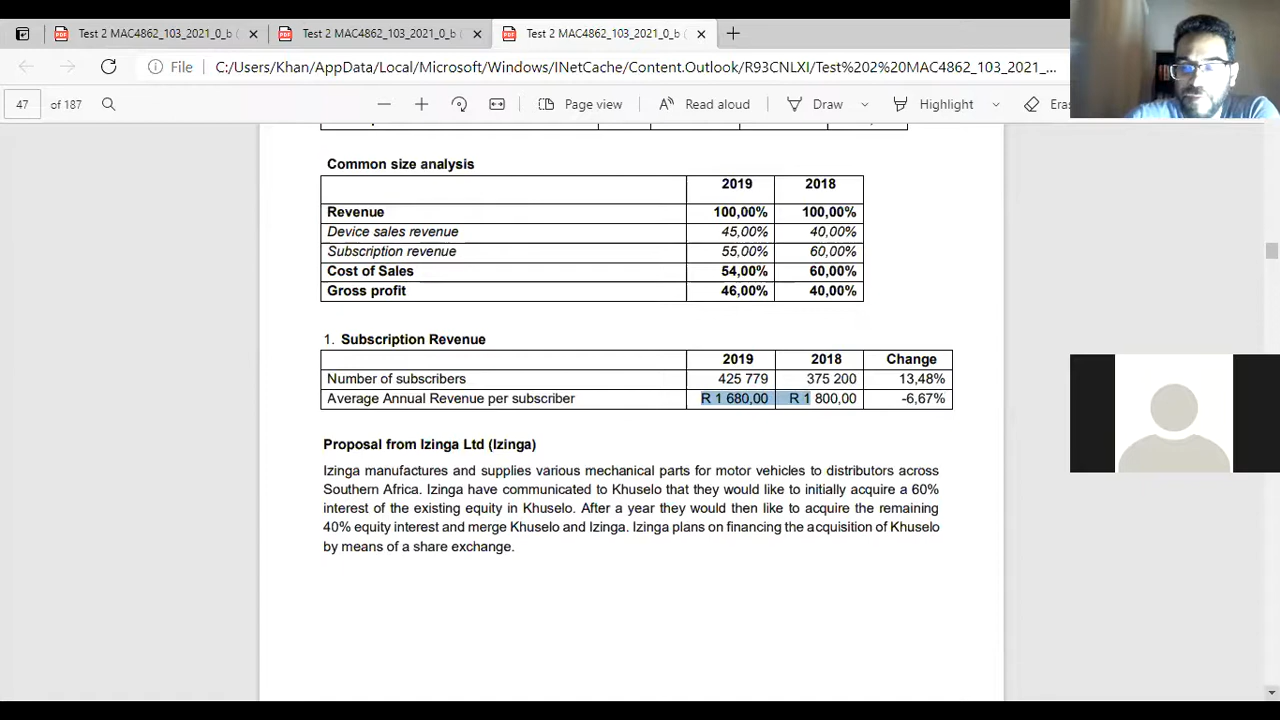 Test 2 MAC4862_103_2021_0_b ( Test 2 MAC4862_103_2021_0_b ( Test 2 MAC4862_103_2021_0_b (
File C:/Users/Khan/AppData/Local/Microsoft/Windows/INetCache/Content.Outlook/R93CNLXI/Test%202%20MAC4862_103_2021_...
47 of 187 Page view Read aloud Draw Highlight
Common size analysis
2019 2018
Revenue 100,00% 100,00%
Device sales revenue 45,00% 40,00%
Subscription revenue 55,00% 60,00%
Cost of Sales 54,00% 60,00%
Gross profit 46,00% 40,00%
1. Subscription Revenue
2019 2018 Change
Number of subscribers 425 779 375 200 13,48%
Average Annual Revenue per subscriber R 1 680,00 R 1 800,00 -6,67%
Proposal from Izinga Ltd (Izinga)
Izinga manufactures and supplies various mechanical parts for motor vehicles to distributors across
Southern Africa. Izinga have communicated to Khuselo that they would like to initially acquire a 60%
interest of the existing equity in Khuselo. After a year they would then like to acquire the remaining
40% equity interest and merge Khuselo and Izinga. Izinga plans on financing the acquisition of Khuselo
by means of a share exchange.